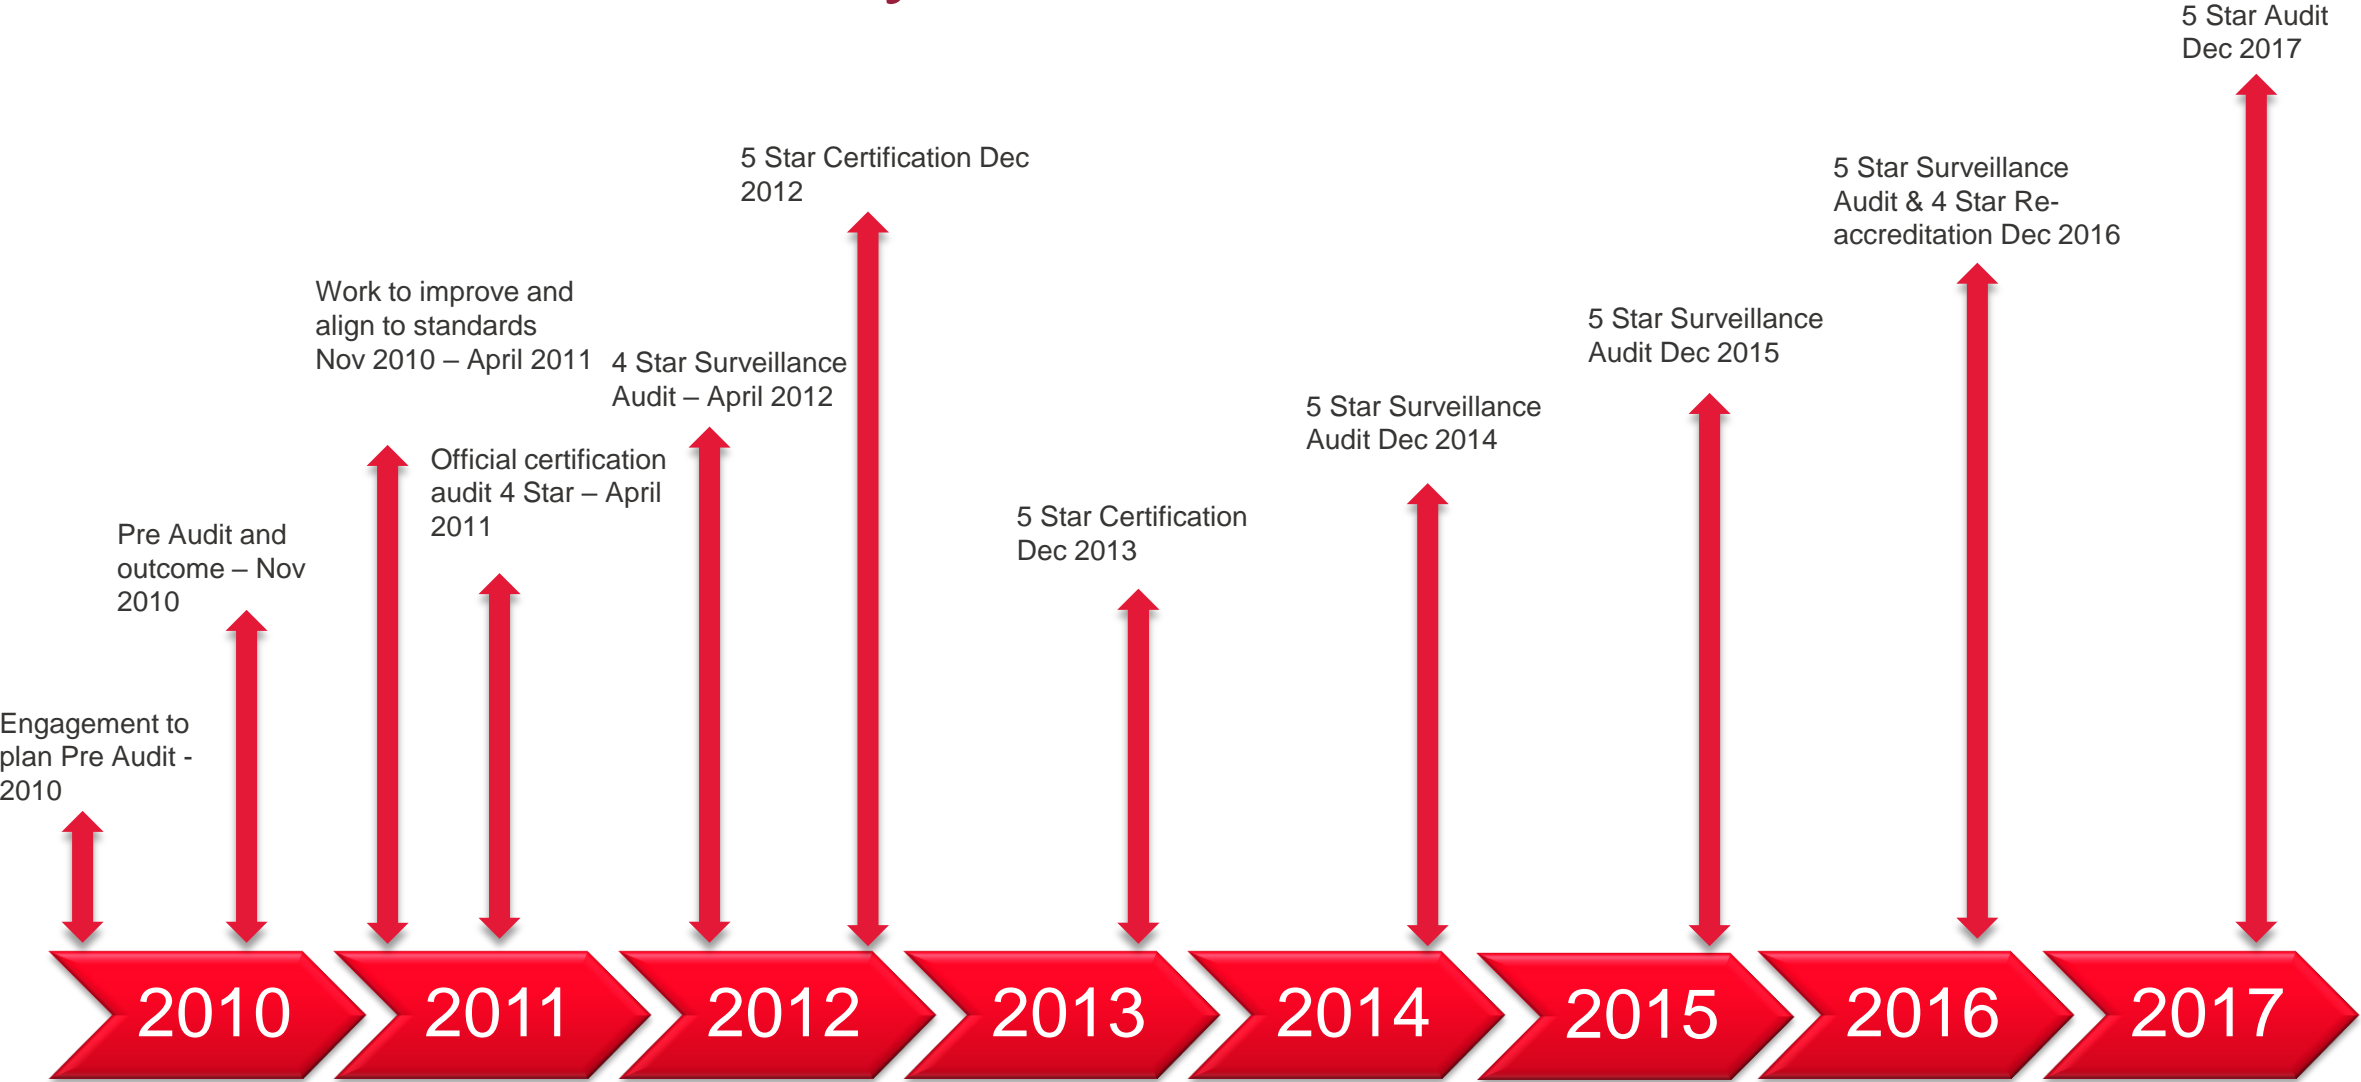 5 Star Audit
Dec 2017
5 Star Certification Dec
2012
5 Star Surveillance
Audit & 4 Star Re-
accreditation Dec 2016
Work to improve and
align to standards
Nov 2010 – April 2011
4 Star Surveillance
Audit – April 2012
5 Star Surveillance
Audit Dec 2015
5 Star Surveillance
Audit Dec 2014
Official certification
audit 4 Star – April
2011
Pre Audit and
outcome – Nov
2010
5 Star Certification
Dec 2013
Engagement to
plan Pre Audit -
2010
2010
2011
2012
2013
2014
2015
2016
2017